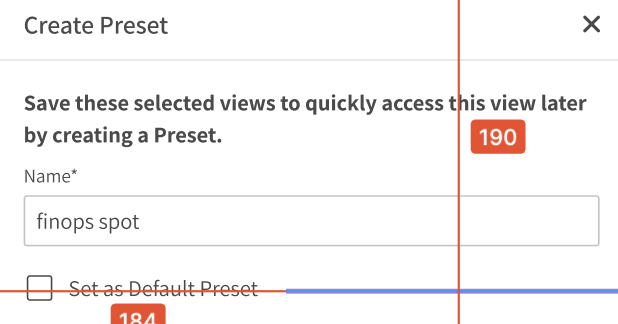 Create Preset
Save these selected views to quickly access this view later
by creating a Preset.
190
Name*
finops spot
Set as Default Preset
184